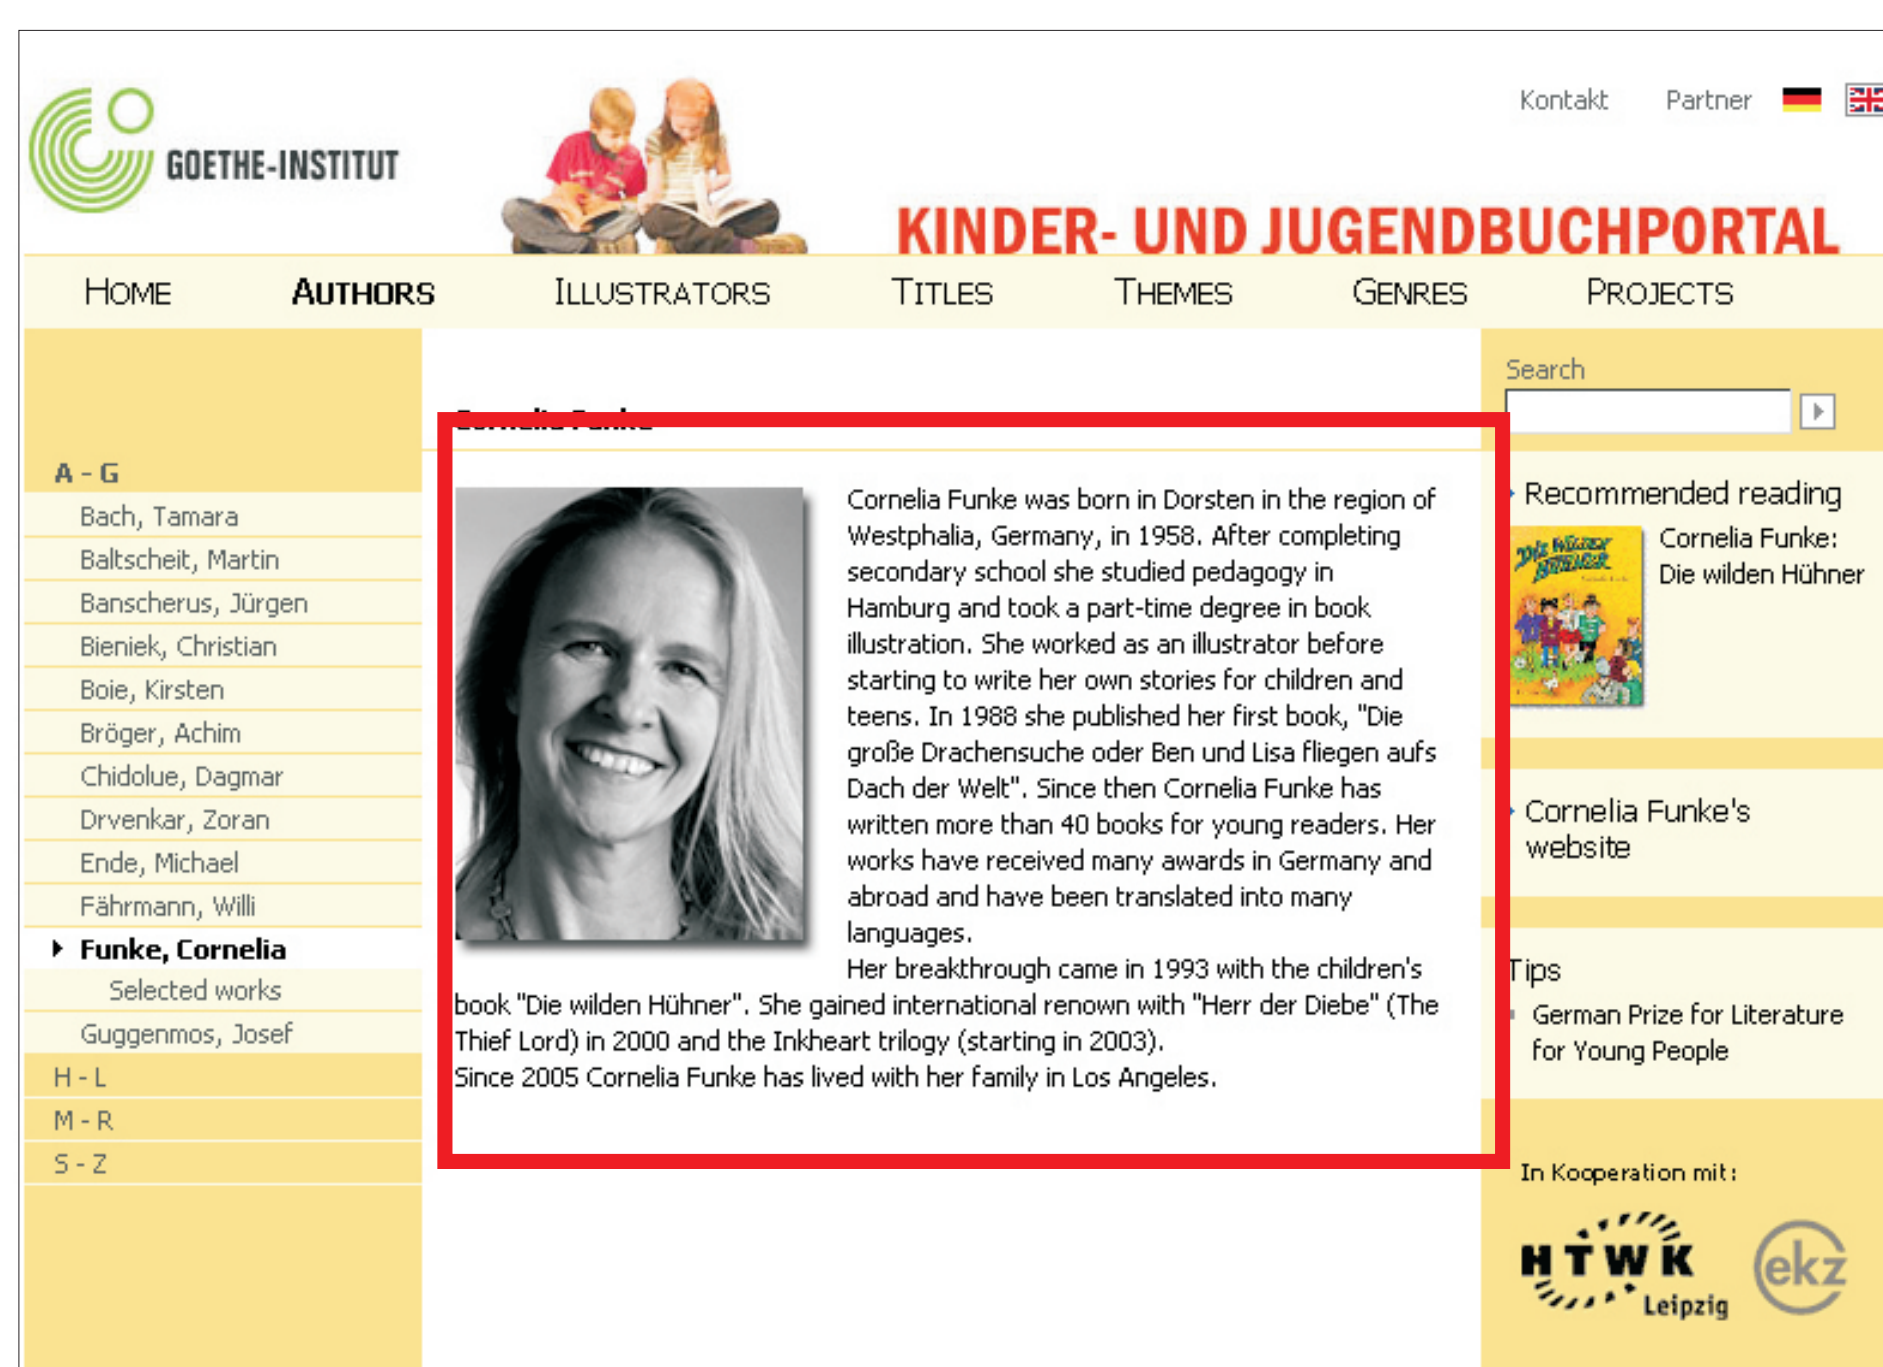 GOETHE-INSTITUT
Kontakt Partner
KINDER- UND JUGENDBUCHPORTAL
HOME AUTHORS ILLUSTRATORS TITLES THEMES GENRES PROJECTS
A - G
Bach, Tamara
Baltscheit, Martin
Banscherus, Jürgen
Bieniek, Christian
Boie, Kirsten
Bröger, Achim
Chidolue, Dagmar
Drvenkar, Zoran
Ende, Michael
Fährmann, Willi
Funke, Cornelia
Selected works
Guggenmos, Josef
H - L
M - R
S - Z
Cornelia Funke
Cornelia Funke was born in Dorsten in the region of
Westphalia, Germany, in 1958. After completing
secondary school she studied pedagogy in
Hamburg and took a part-time degree in book
illustration. She worked as an illustrator before
starting to write her own stories for children and
teens. In 1988 she published her first book, "Die
große Drachensuche oder Ben und Lisa fliegen aufs
Dach der Welt". Since then Cornelia Funke has
written more than 40 books for young readers. Her
works have received many awards in Germany and
abroad and have been translated into many
languages.
Her breakthrough came in 1993 with the children's
book "Die wilden Hühner". She gained international renown with "Herr der Diebe" (The
Thief Lord) in 2000 and the Inkheart trilogy (starting in 2003).
Since 2005 Cornelia Funke has lived with her family in Los Angeles.
Search
Recommended reading
DIE WILDEN
HÜHNER
Cornelia Funke:
Die wilden Hühner
Cornelia Funke's
website
Tips
German Prize for Literature
for Young People
In Kooperation mit:
HTWK
Leipzig
ekz